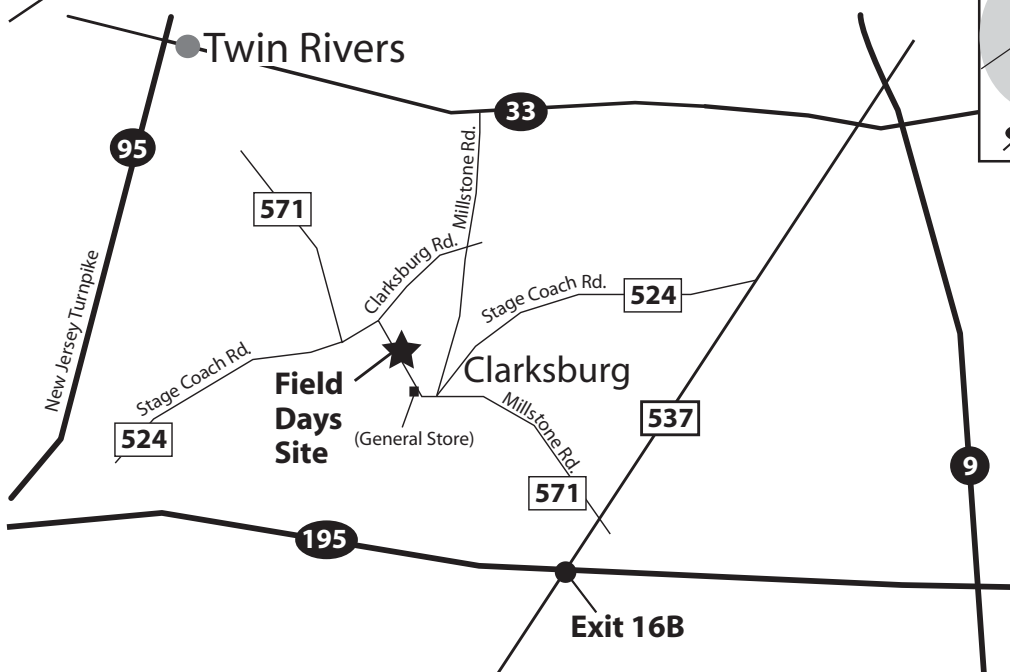 Twin Rivers
33
95
Millstone Rd.
571
Clarksburg Rd.
New Jersey Turnpike
Stage Coach Rd.
524
Stage Coach Rd.
Clarksburg
Field
Days
Site
537
Millstone Rd.
524
(General Store)
9
571
195
Exit 16B